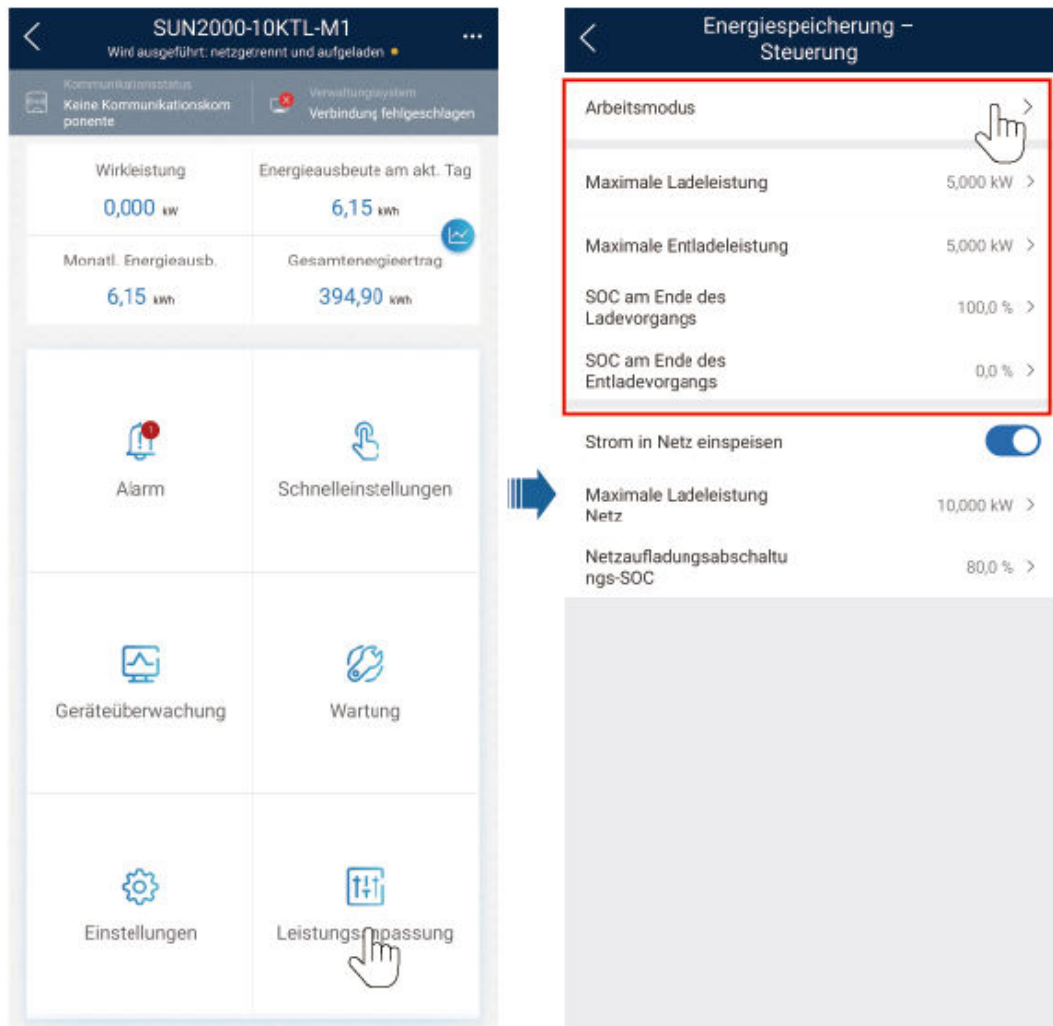 SUN2000-10KTL-M1
Wird ausgeführt: netzgetrennt und aufgeladen
Kommunikationsstatus
Keine Kommunikationskom
ponente
Verwaltungssystem
Verbindung fehlgeschlagen
Wirkleistung
0,000 kW
Energieausbeute am akt. Tag
6,15 kWh
Monatl. Energieausb.
6,15 kWh
Gesamtenergieertrag
394,90 kWh
1
Alarm
Schnelleinstellungen
Geräteüberwachung
Wartung
Einstellungen
Leistungsanpassung
Energiespeicherung –
Steuerung
Arbeitsmodus
Maximale Ladeleistung 5,000 kW
Maximale Entladeleistung 5,000 kW
SOC am Ende des
Ladevorgangs 100,0 %
SOC am Ende des
Entladevorgangs 0,0 %
Strom in Netz einspeisen
Maximale Ladeleistung
Netz 10,000 kW
Netzaufladungsabschaltu
ngs-SOC 80,0 %